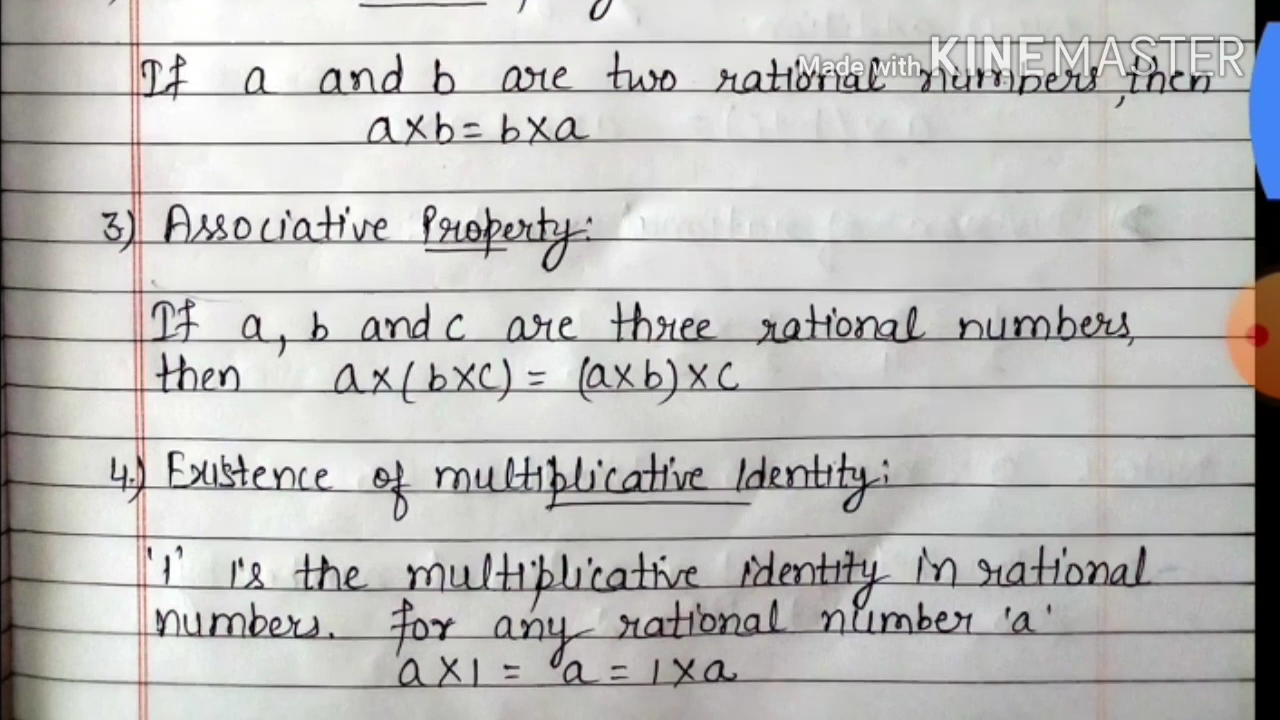 If a and b are two rational numbers, then
a×b = b×a
3) Associative Property:
If a, b and c are three rational numbers,
then a×(b×c) = (a×b)×c
4.) Existence of multiplicative Identity:
'1' is the multiplicative identity in rational
numbers. for any rational number 'a'
a×1 = a = 1×a
Made with KINEMASTER